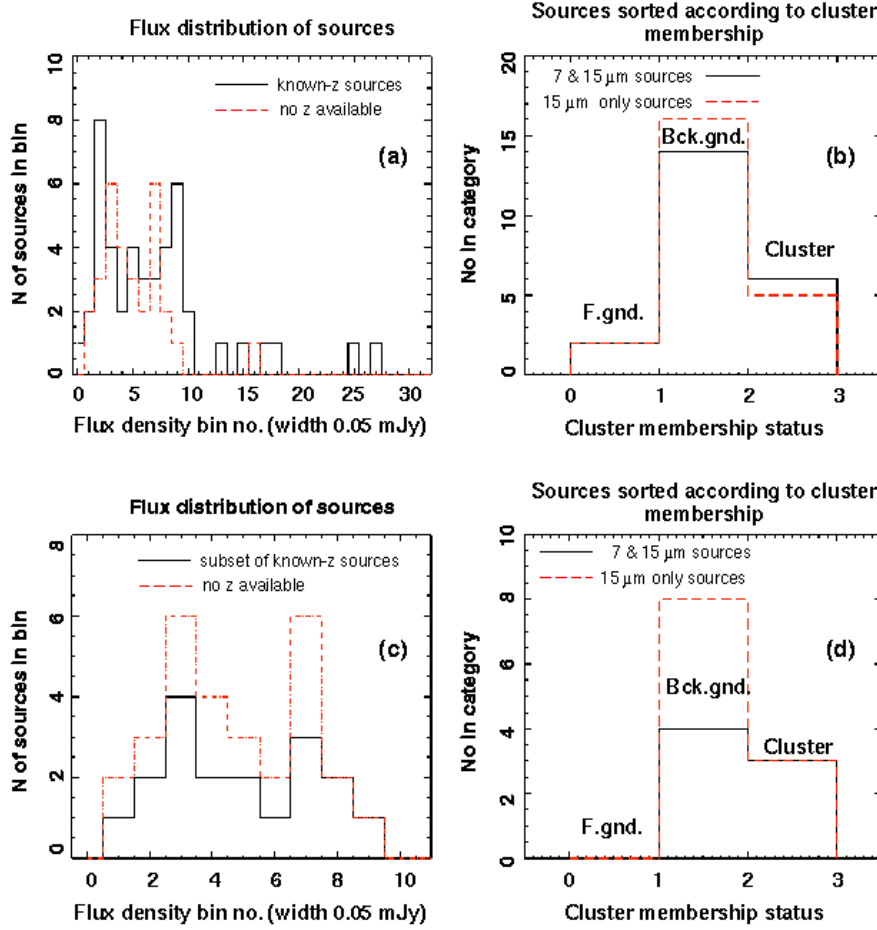 Flux distribution of sources
10
8
6
4
2
0
N of sources in bin
known-z sources
no z available
(a)
0 5 10 15 20 25 30
Flux density bin no. (width 0.05 mJy)
Sources sorted according to cluster
membership
20
15
10
5
0
No in category
7 & 15 μm sources
15 μm only sources
Bck.gnd.
(b)
Cluster
F.gnd.
0 1 2 3
Cluster membership status
Flux distribution of sources
8
6
4
2
0
N of sources in bin
subset of known-z sources
no z available
(c)
0 2 4 6 8 10
Flux density bin no. (width 0.05 mJy)
Sources sorted according to cluster
membership
10
8
6
4
2
0
No in category
7 & 15 μm sources
15 μm only sources
(d)
Bck.gnd.
Cluster
F.gnd.
0 1 2 3
Cluster membership status